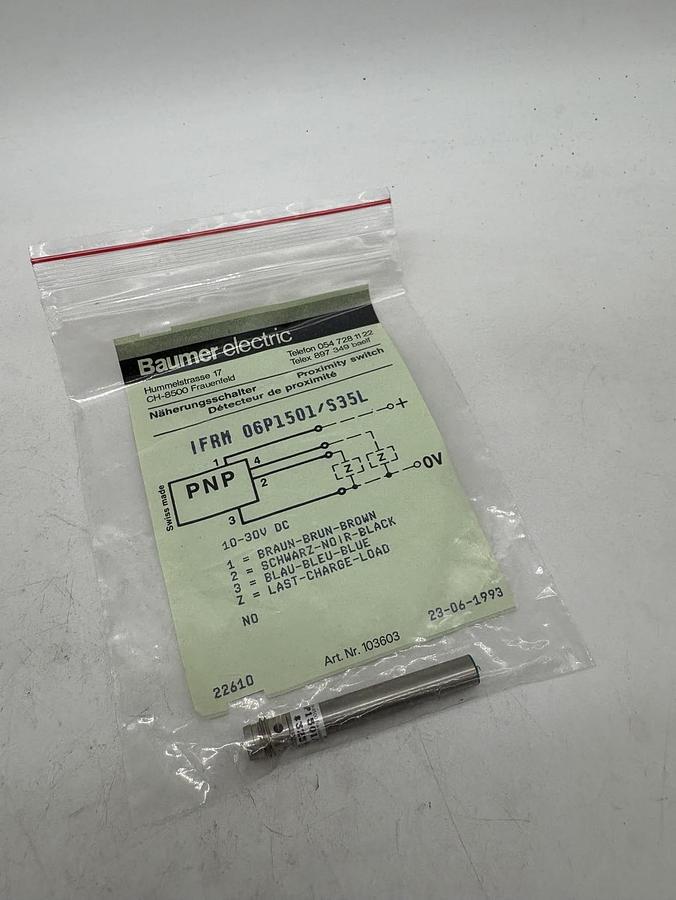 Baumer electric
Hummelstrasse 17
CH-8500 Frauenfeld
Telefon 054 728 11 22
Telex 897 349 baelf
Näherungsschalter
Proximity switch
Détecteur de proximité
IFRM 06P1501/S35L
+
1
4
PNP
2
Z
Z
0V
3
Swiss made
10-30V DC
1 = BRAUN-BRUN-BROWN
2 = SCHWARZ-NOIR-BLACK
3 = BLAU-BLEU-BLUE
Z = LAST-CHARGE-LOAD
NO
23-06-1993
Art. Nr. 103603
22610